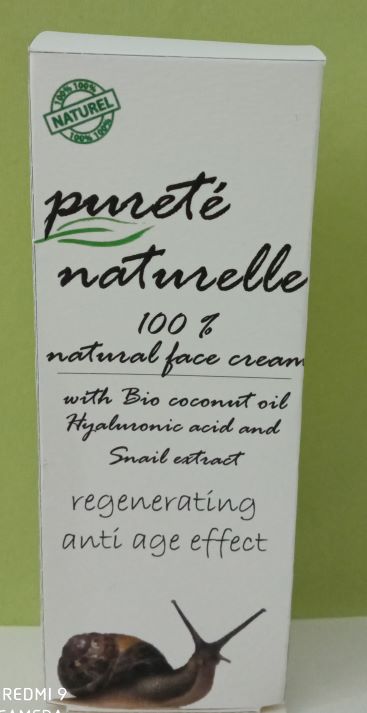 100% 100%
NATUREL
100% 100%
pureté
naturelle
100 %
natural face cream
with Bio coconut oil
Hyaluronic acid and
Snail extract
regenerating
anti age effect
REDMI 9
CAMERA